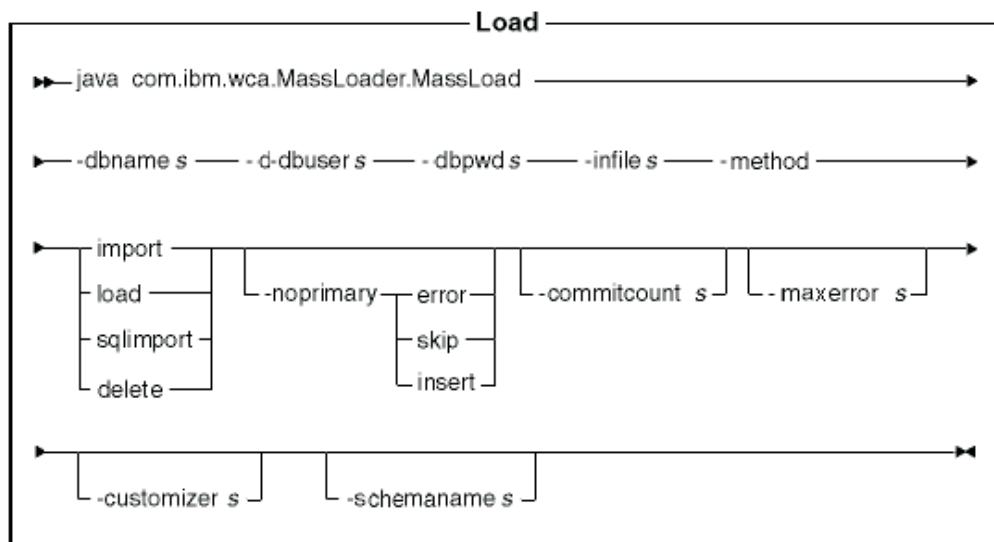 Load
java com.ibm.wca.MassLoader.MassLoad
-dbname s -d-dbuser s -dbpwd s -infile s -method
import
load
sqlimport
delete
-noprimary error
skip
insert
-commitcount s
-maxerror s
-customizer s -schemaname s